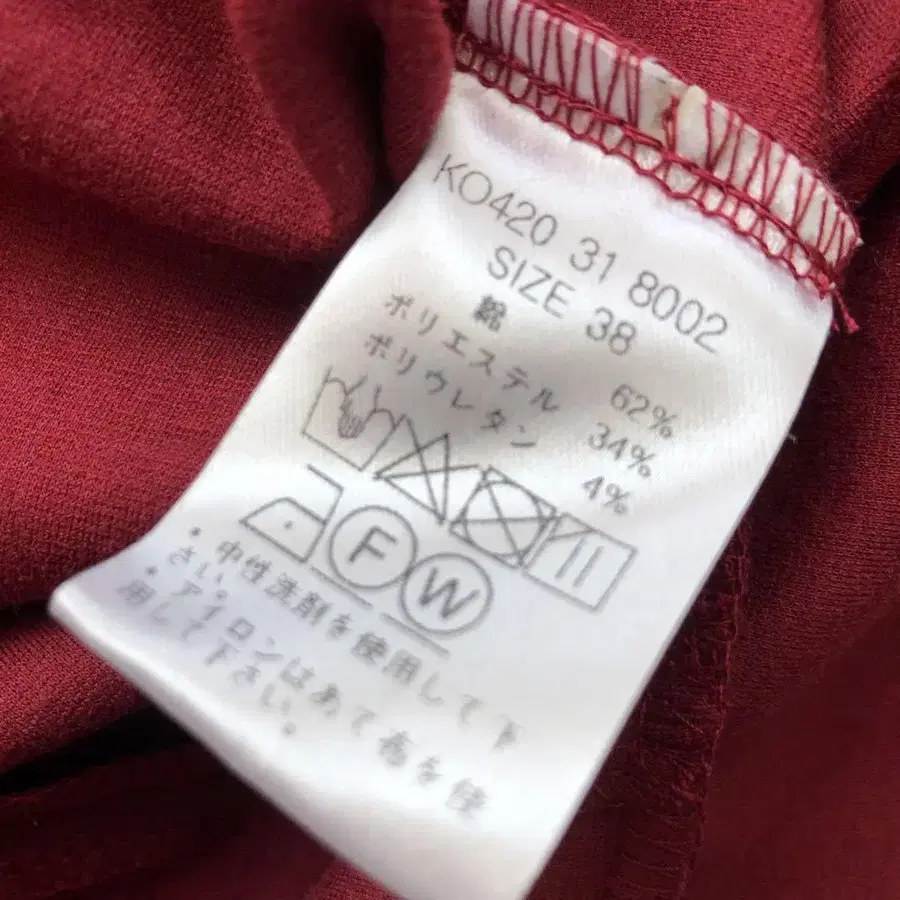 KO420 31 8002
SIZE 38
綿 62%
ポリエステル 34%
ポリウレタン 4%
F W
・中性洗剤を使用して下
さい。
・アイロンはあて布を使
用して下さい。